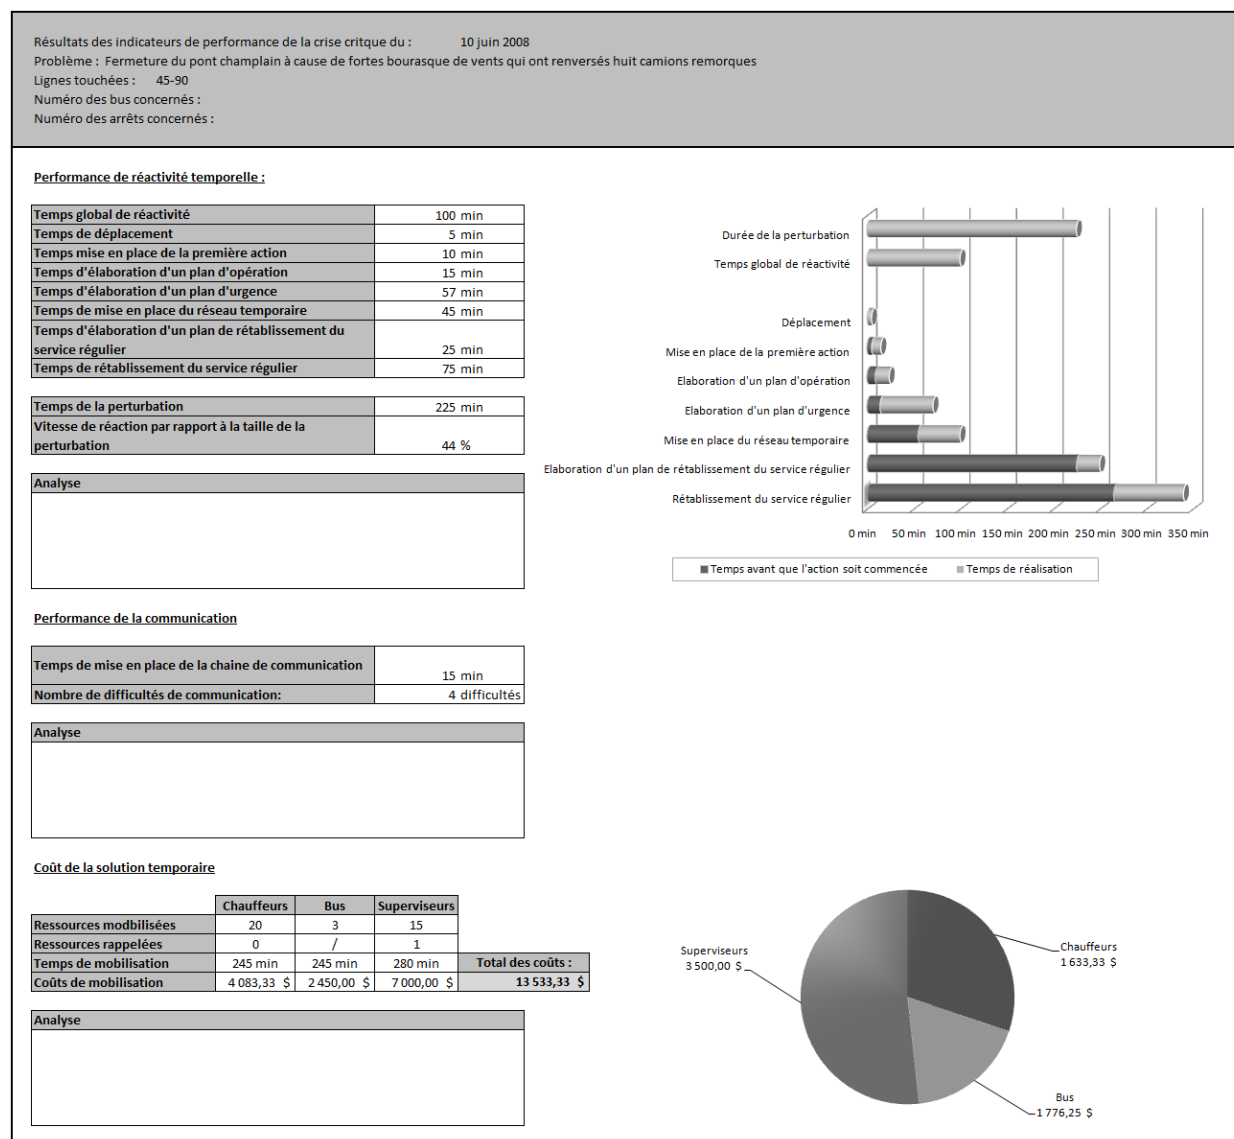 Résultats des indicateurs de performance de la crise critque du : 10 juin 2008
Problème : Fermeture du pont champlain à cause de fortes bourasque de vents qui ont renversés huit camions remorques
Lignes touchées : 45-90
Numéro des bus concernés :
Numéro des arrêts concernés :
Performance de réactivité temporelle :
Temps global de réactivité 100 min
Temps de déplacement 5 min
Temps mise en place de la première action 10 min
Temps d'élaboration d'un plan d'opération 15 min
Temps d'élaboration d'un plan d'urgence 57 min
Temps de mise en place du réseau temporaire 45 min
Temps d'élaboration d'un plan de rétablissement du
service régulier 25 min
Temps de rétablissement du service régulier 75 min
Temps de la perturbation 225 min
Vitesse de réaction par rapport à la taille de la
perturbation 44 %
Analyse
Durée de la perturbation
Temps global de réactivité
Déplacement
Mise en place de la première action
Elaboration d'un plan d'opération
Elaboration d'un plan d'urgence
Mise en place du réseau temporaire
Elaboration d'un plan de rétablissement du service régulier
Rétablissement du service régulier
0 min 50 min 100 min 150 min 200 min 250 min 300 min 350 min
Temps avant que l'action soit commencée Temps de réalisation
Performance de la communication
Temps de mise en place de la chaine de communication
15 min
Nombre de difficultés de communication: 4 difficultés
Analyse
Coût de la solution temporaire
Chauffeurs Bus Superviseurs
Ressources modbilisées 20 3 15
Ressources rappelées 0 / 1
Temps de mobilisation 245 min 245 min 280 min Total des coûts :
Coûts de mobilisation 4 083,33 $ 2 450,00 $ 7 000,00 $ 13 533,33 $
Analyse
Superviseurs
3 500,00 $
Chauffeurs
1 633,33 $
Bus
1 776,25 $